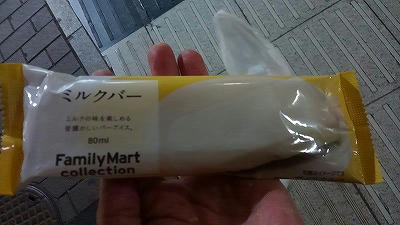 ミルクバー
ミルクの味を楽しめる
昔懐かしいバーアイス。
80ml
FamilyMart
collection